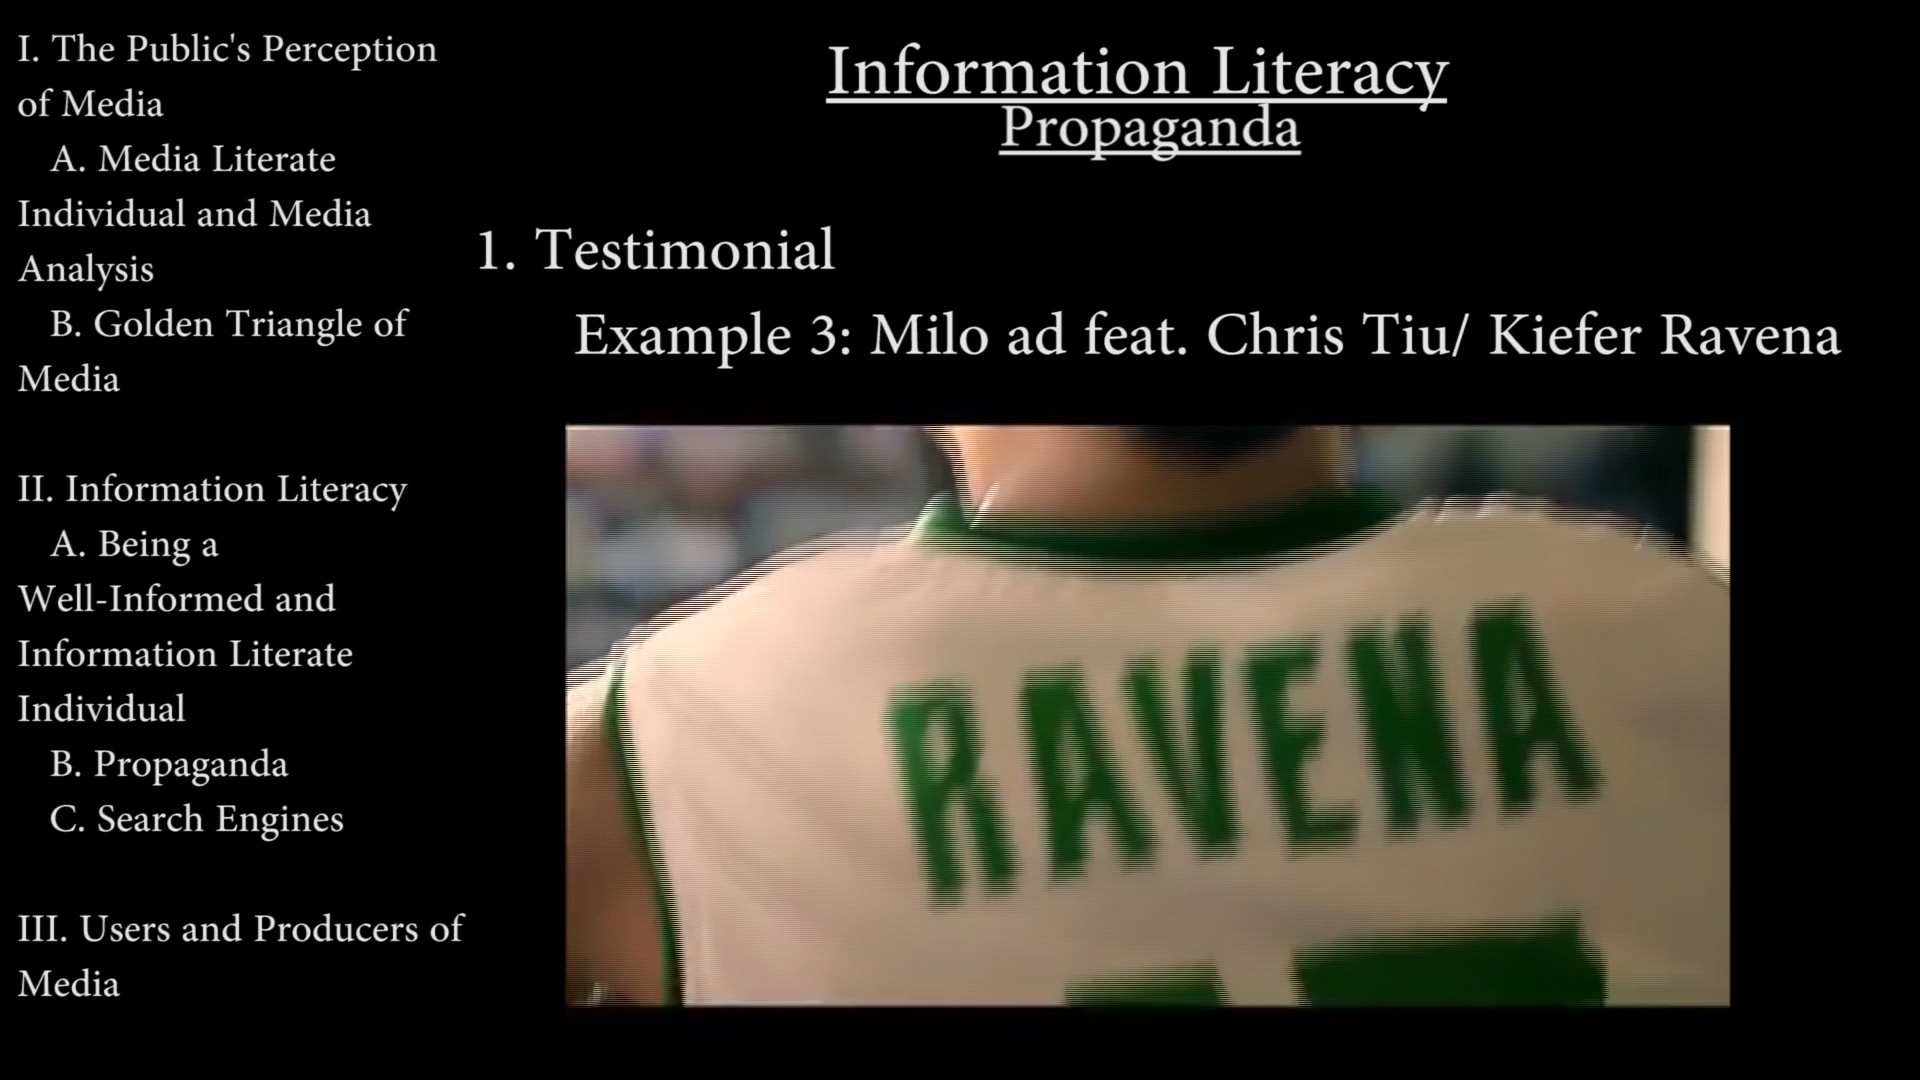 I. The Public's Perception
of Media
A. Media Literate
Individual and Media
Analysis
B. Golden Triangle of
Media
II. Information Literacy
A. Being a
Well-Informed and
Information Literate
Individual
B. Propaganda
C. Search Engines
III. Users and Producers of
Media
Information Literacy
Propaganda
1. Testimonial
Example 3: Milo ad feat. Chris Tiu/ Kiefer Ravena
RAVENA